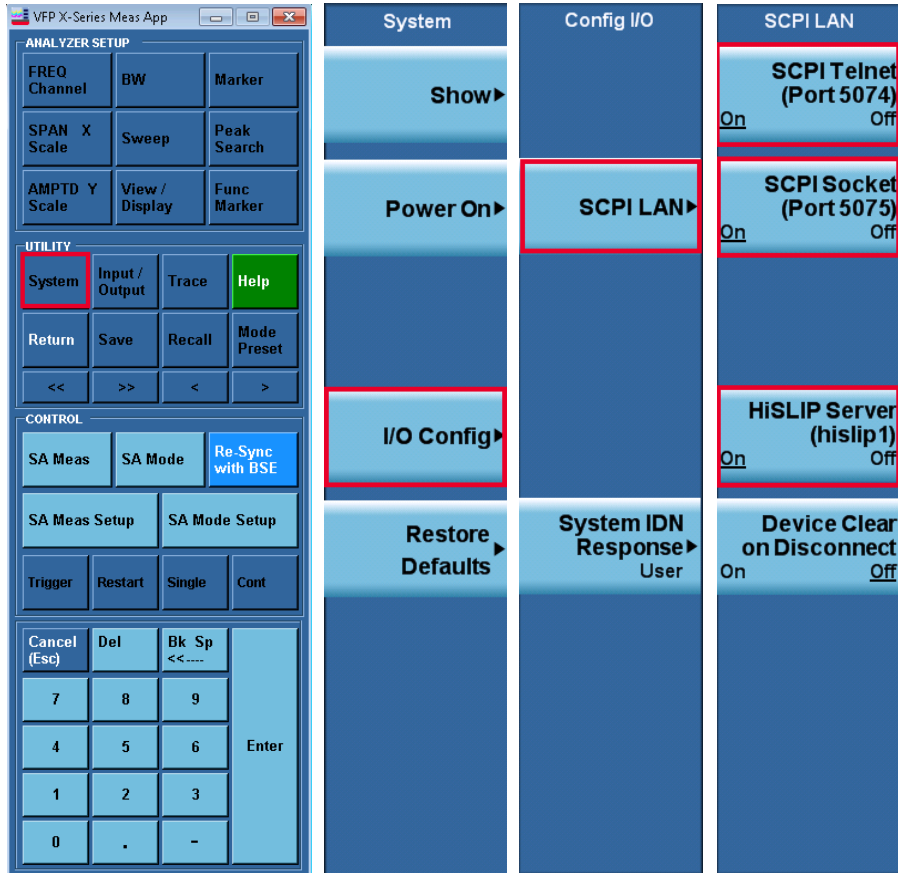 VFP X-Series Meas App
ANALYZER SETUP
FREQ
Channel
BW
Marker
SPAN X
Scale
Sweep
Peak
Search
AMPTD Y
Scale
View /
Display
Func
Marker
UTILITY
System
Input /
Output
Trace
Help
Return
Save
Recall
Mode
Preset
<<
>>
<
>
CONTROL
SA Meas
SA Mode
Re-Sync
with BSE
SA Meas Setup
SA Mode Setup
Trigger
Restart
Single
Cont
Cancel
(Esc)
Del
Bk Sp
<<----
7
8
9
4
5
6
Enter
1
2
3
0
.
-
System
Show
Power On
I/O Config
Restore
Defaults
Config I/O
SCPI LAN
System IDN
Response
User
SCPI LAN
SCPI Telnet
(Port 5074)
On Off
SCPI Socket
(Port 5075)
On Off
HiSLIP Server
(hislip1)
On Off
Device Clear
on Disconnect
On Off